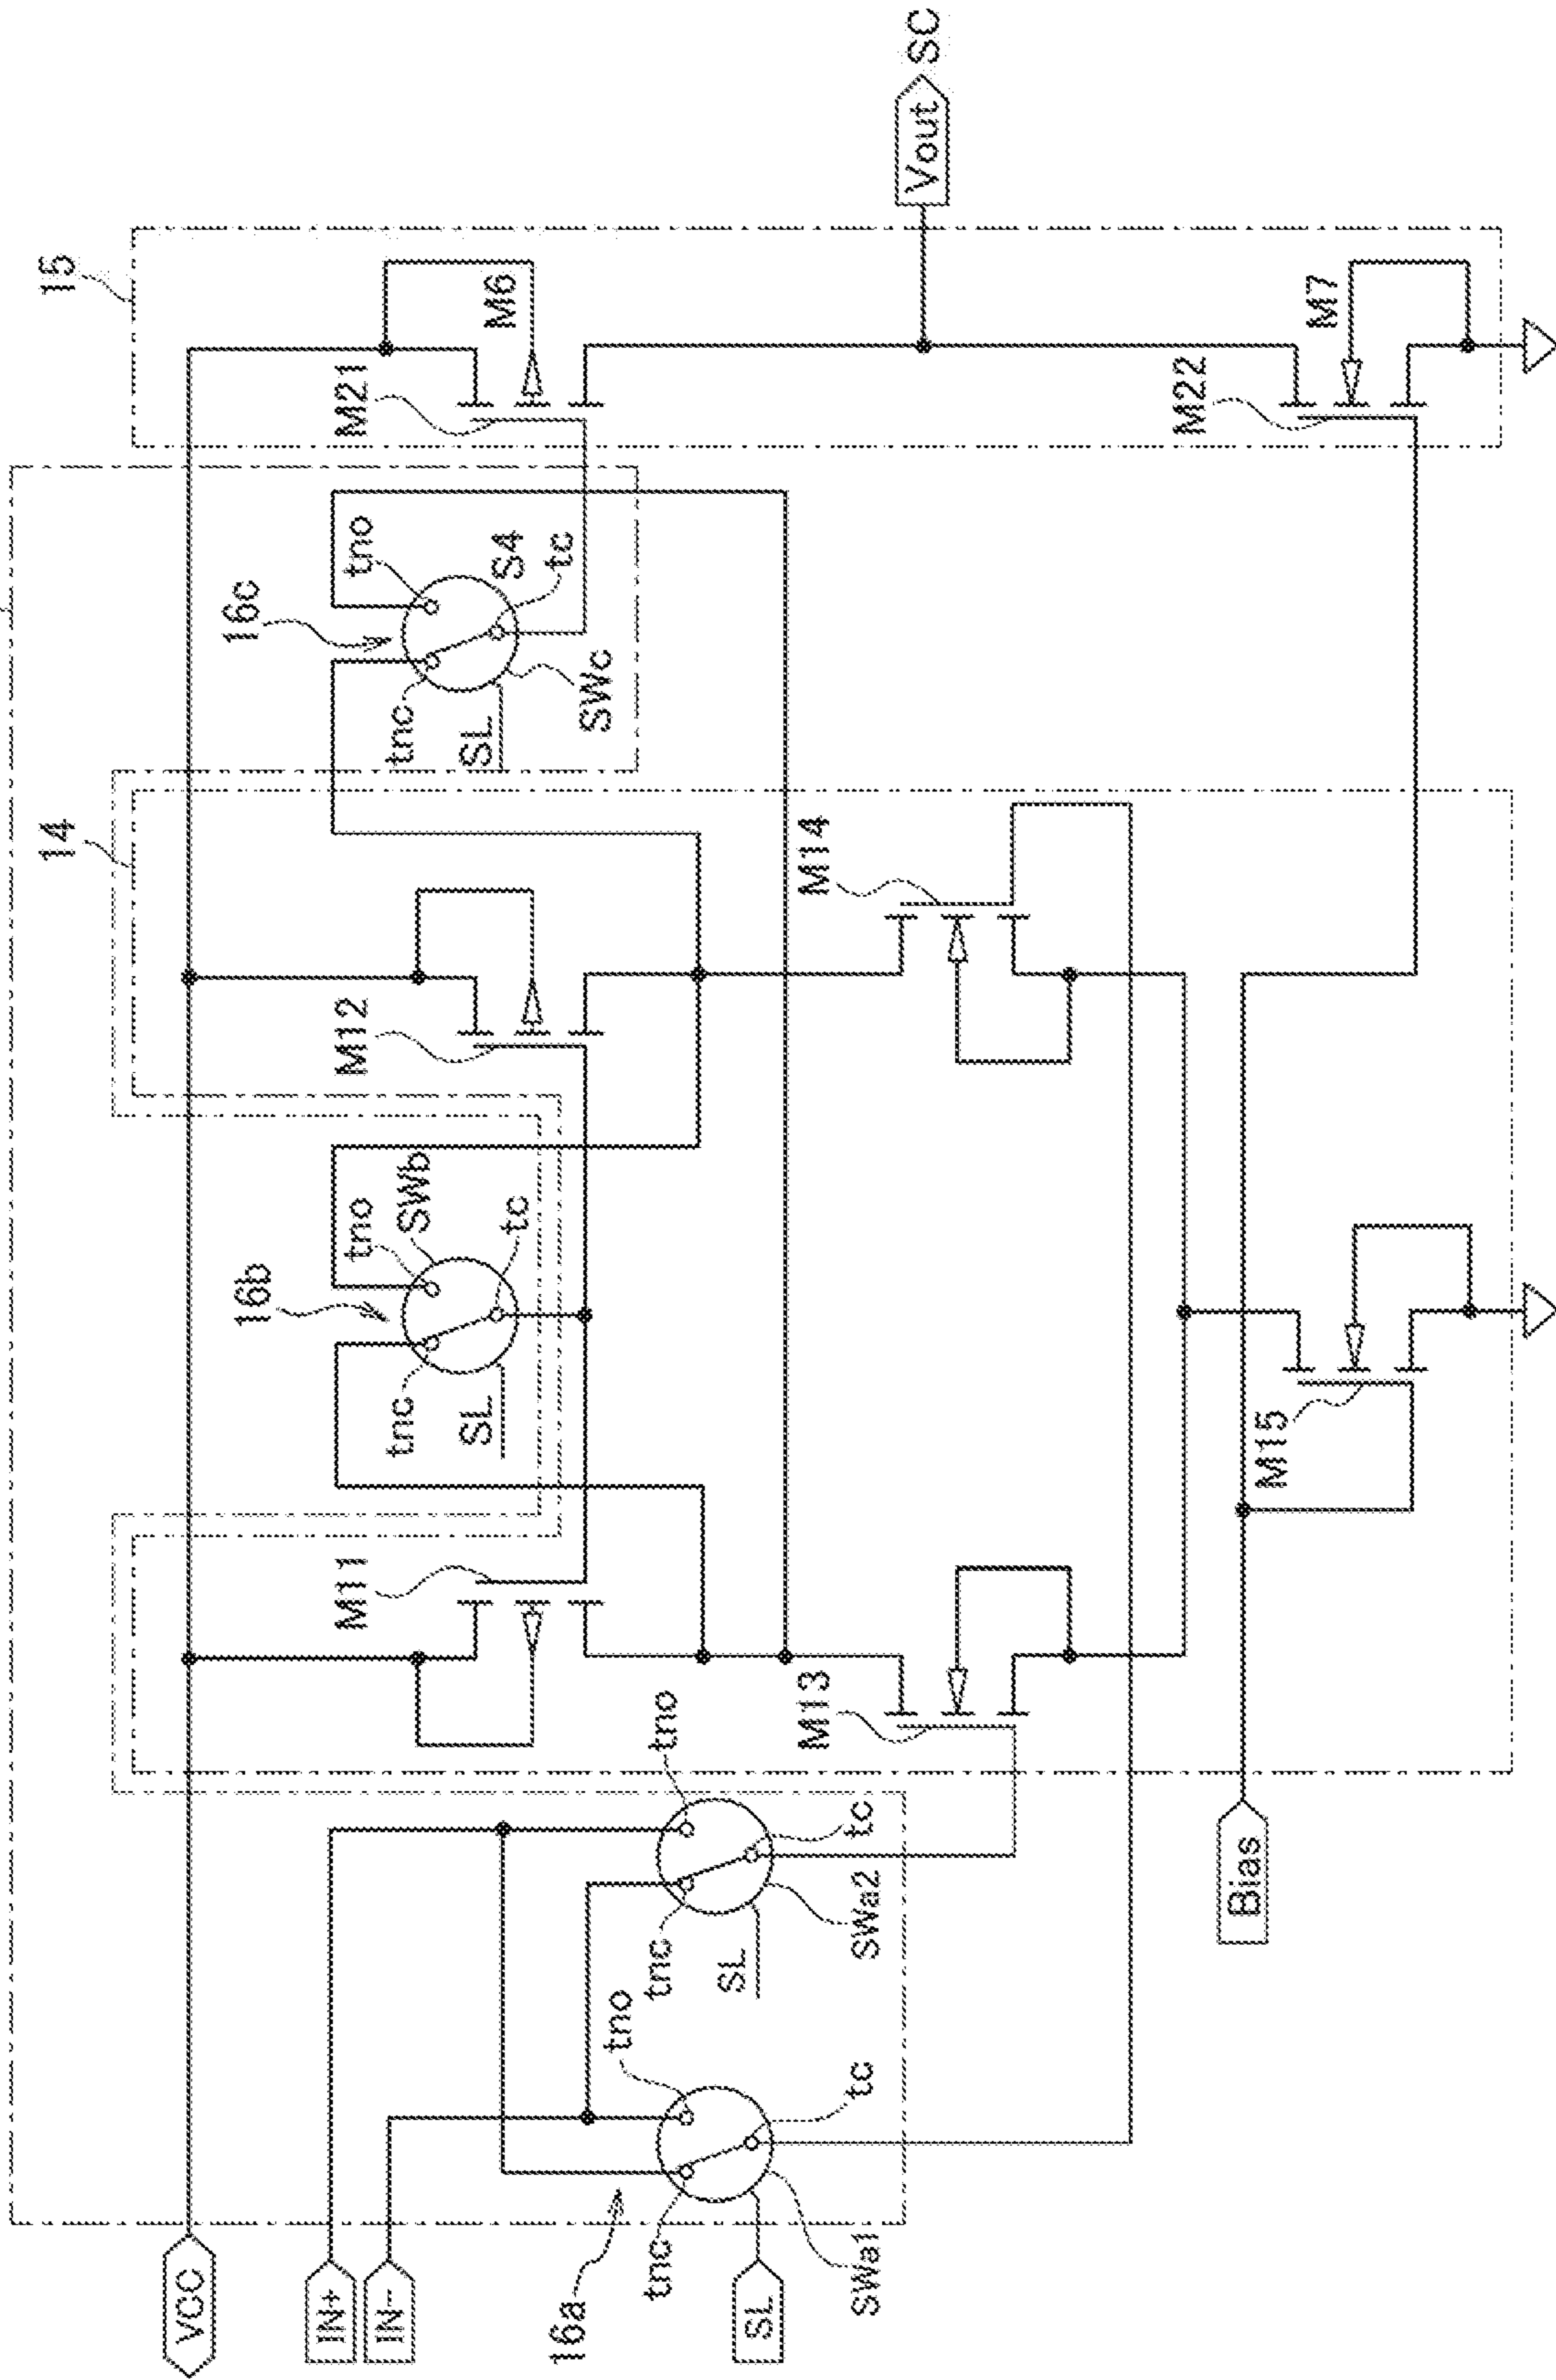 15
14
16c
tno
S4
tc
tnc
SL
SWc
M21
M6
Vout
SC
M22
M7
M12
M14
16b
tno
SWb
tc
tnc
SL
M11
M13
M15
tno
tc
tnc
SL
SWa2
tno
tc
tnc
SWa1
16a
VCC
IN+
IN-
SL
Bias